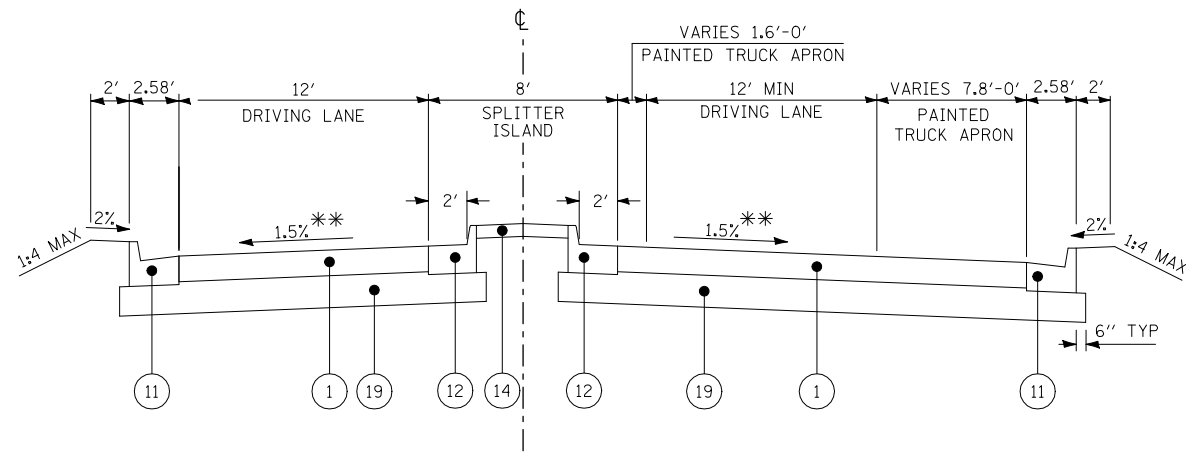 ℄
VARIES 1.6'-0'
PAINTED TRUCK APRON
2'
2.58'
12'
DRIVING LANE
8'
SPLITTER
ISLAND
12' MIN
DRIVING LANE
VARIES 7.8'-0'
PAINTED
TRUCK APRON
2.58'
2'
2'
2'
2%
1:4 MAX
1.5%**
1.5%**
2%
1:4 MAX
6'' TYP
11
1
19
12
14
12
19
1
11